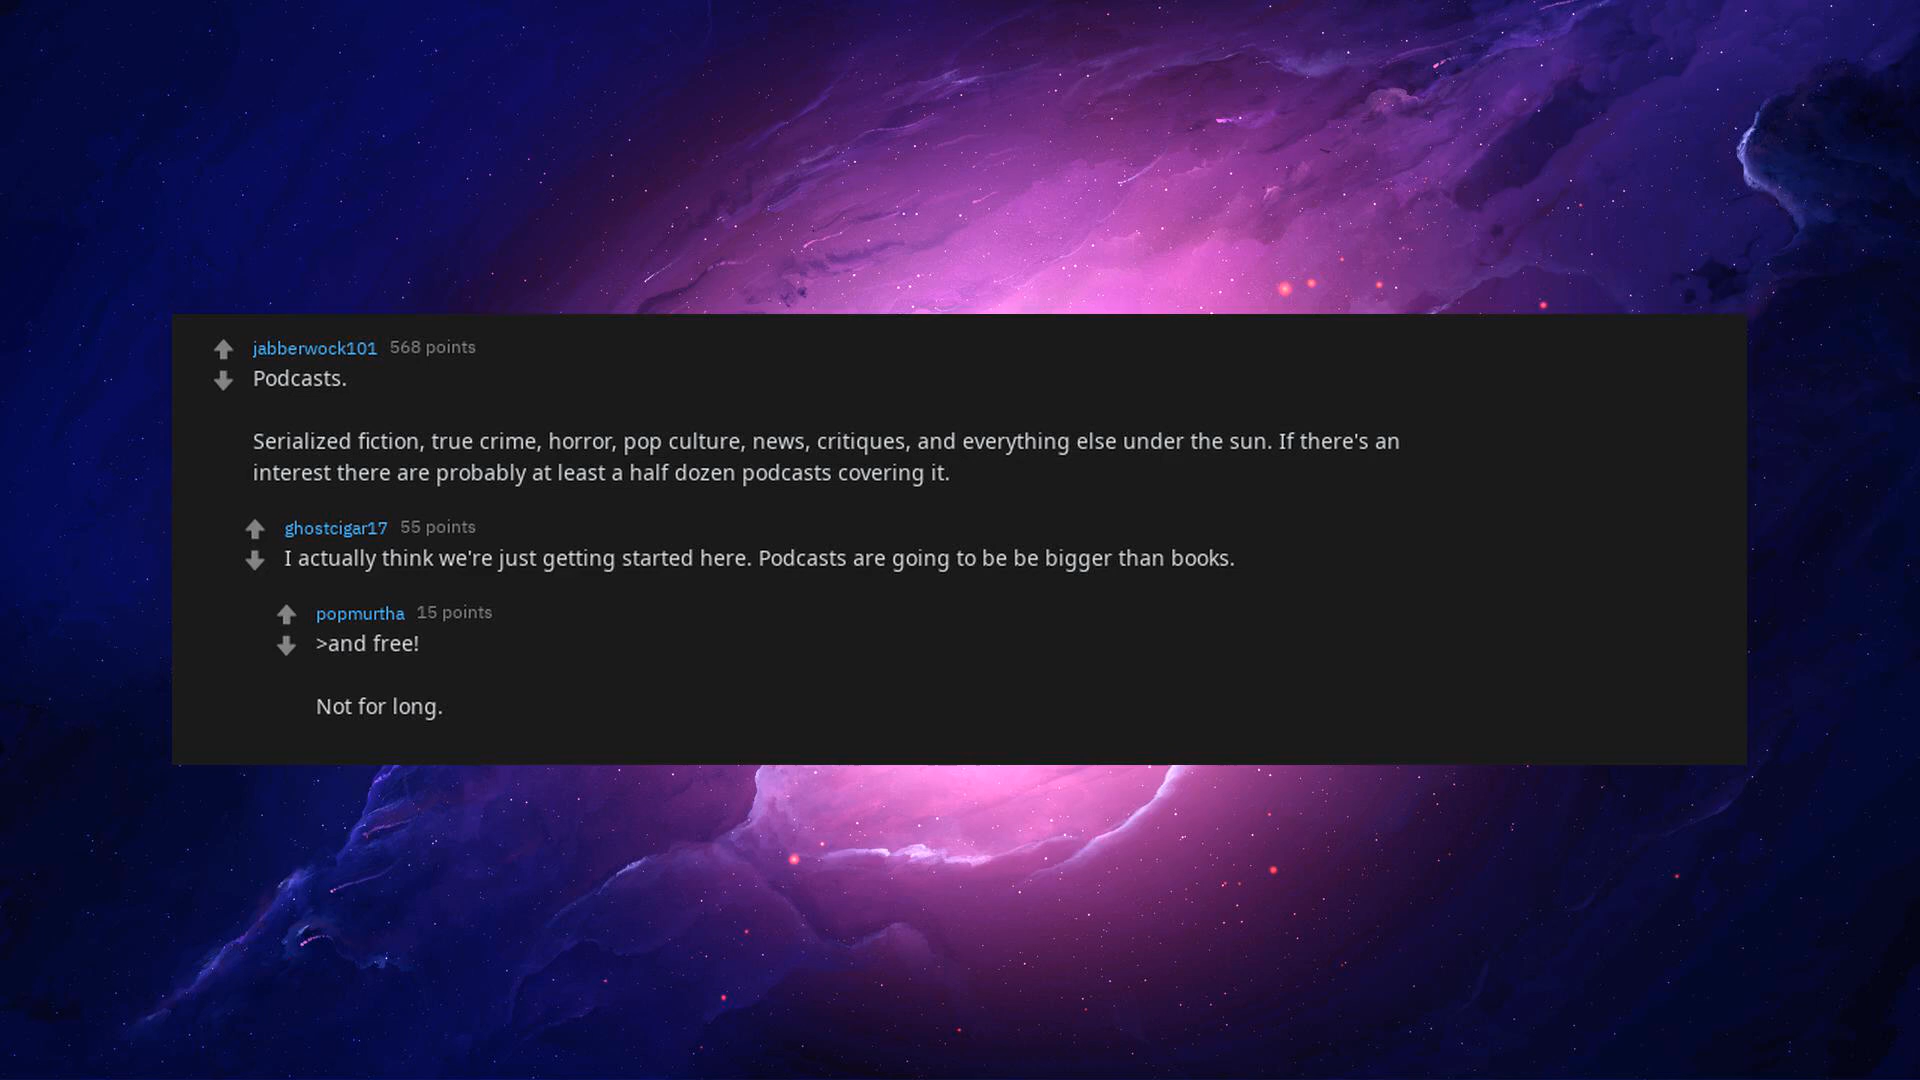 jabberwock101 568 points
Podcasts.
Serialized fiction, true crime, horror, pop culture, news, critiques, and everything else under the sun. If there's an
interest there are probably at least a half dozen podcasts covering it.
ghostcigar17 55 points
I actually think we're just getting started here. Podcasts are going to be be bigger than books.
popmurtha 15 points
>and free!
Not for long.